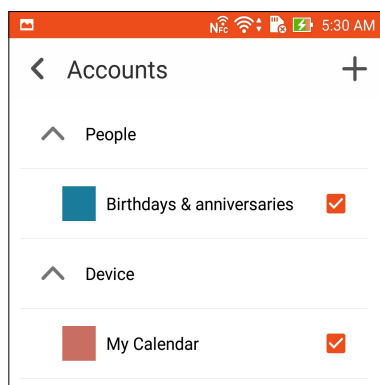 NFC 5:30 AM
Accounts
People
Birthdays & anniversaries
Device
My Calendar